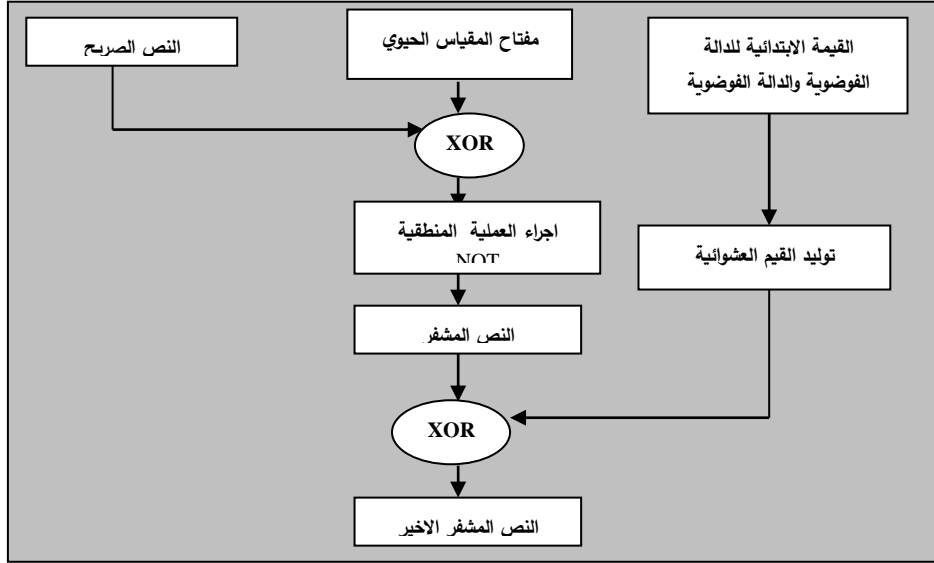 النص الصريح
مفتاح المقياس الحيوي
القيمة الابتدائية للدالة
الفوضوية والدالة الفوضوية
XOR
اجراء العملية المنطقية
NOT
توليد القيم العشوائية
النص المشفر
XOR
النص المشفر الاخير